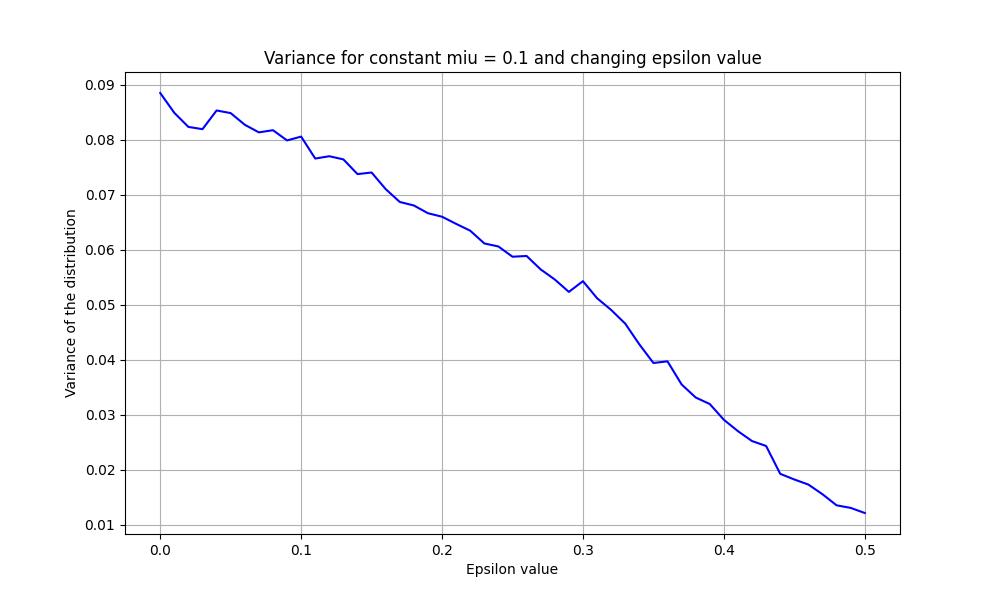 Variance for constant miu = 0.1 and changing epsilon value
0.09
0.08
0.07
0.06
0.05
0.04
0.03
0.02
0.01
Variance of the distribution
0.0 0.1 0.2 0.3 0.4 0.5
Epsilon value